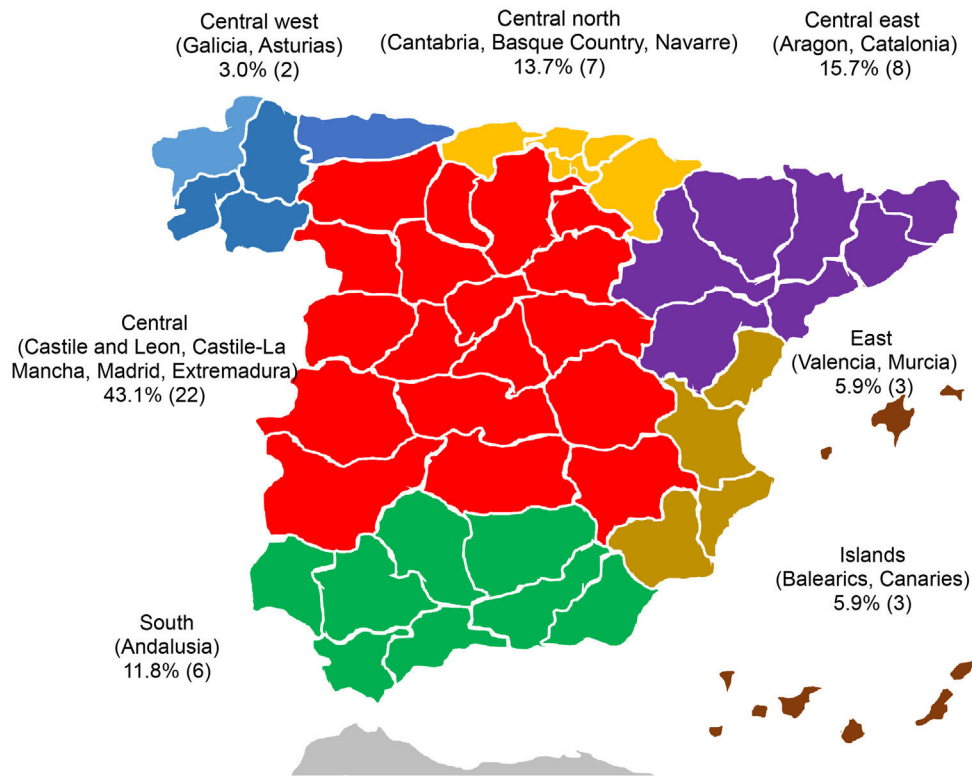 Central west
(Galicia, Asturias)
3.0% (2)
Central north
(Cantabria, Basque Country, Navarre)
13.7% (7)
Central east
(Aragon, Catalonia)
15.7% (8)
Central
(Castile and Leon, Castile-La
Mancha, Madrid, Extremadura)
43.1% (22)
East
(Valencia, Murcia)
5.9% (3)
Islands
(Balearics, Canaries)
5.9% (3)
South
(Andalusia)
11.8% (6)